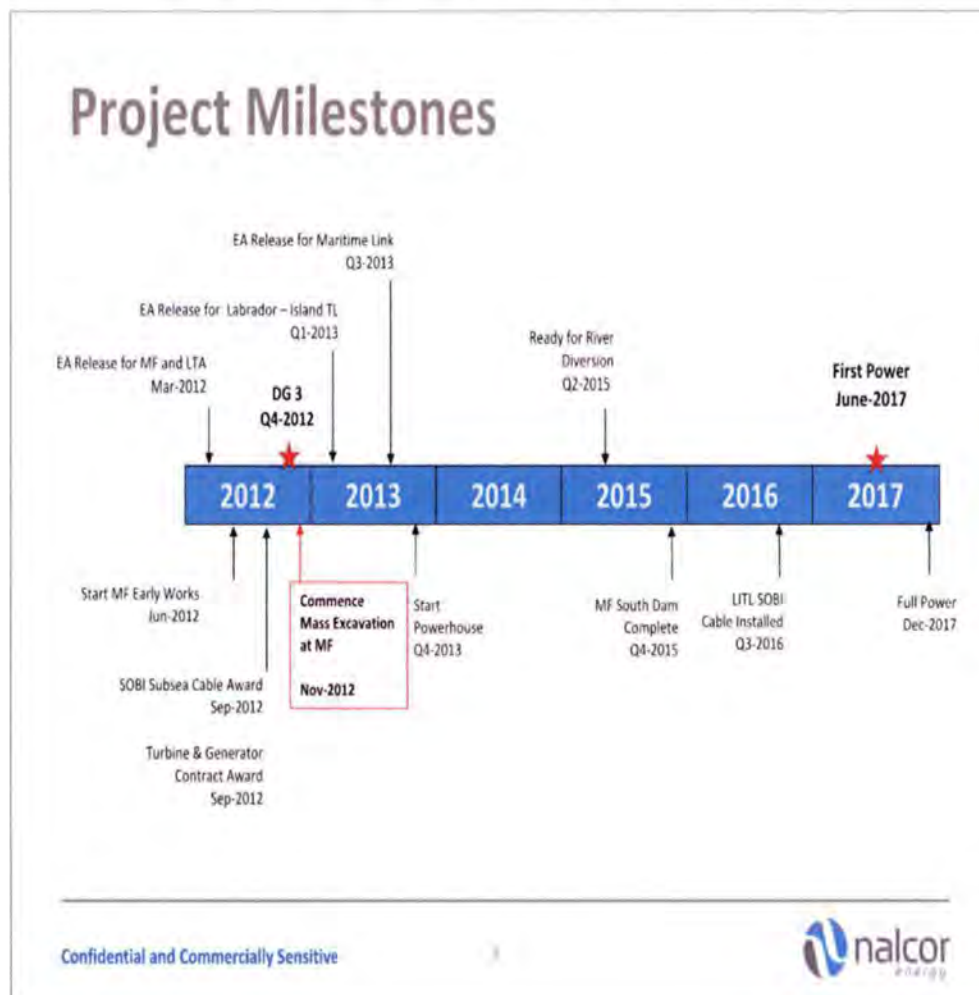 Project Milestones
EA Release for Maritime Link
Q3-2013
EA Release for Labrador – Island TL
Q1-2013
EA Release for MF and LTA
Mar-2012
DG 3
Q4-2012
Ready for River
Diversion
Q2-2015
First Power
June-2017
2012 2013 2014 2015 2016 2017
Start MF Early Works
Jun-2012
SOBI Subsea Cable Award
Sep-2012
Turbine & Generator
Contract Award
Sep-2012
Commence
Mass Excavation
at MF
Nov-2012
Start
Powerhouse
Q4-2013
MF South Dam
Complete
Q4-2015
LITL SOBI
Cable Installed
Q3-2016
Full Power
Dec-2017
Confidential and Commercially Sensitive
nalcor
energy